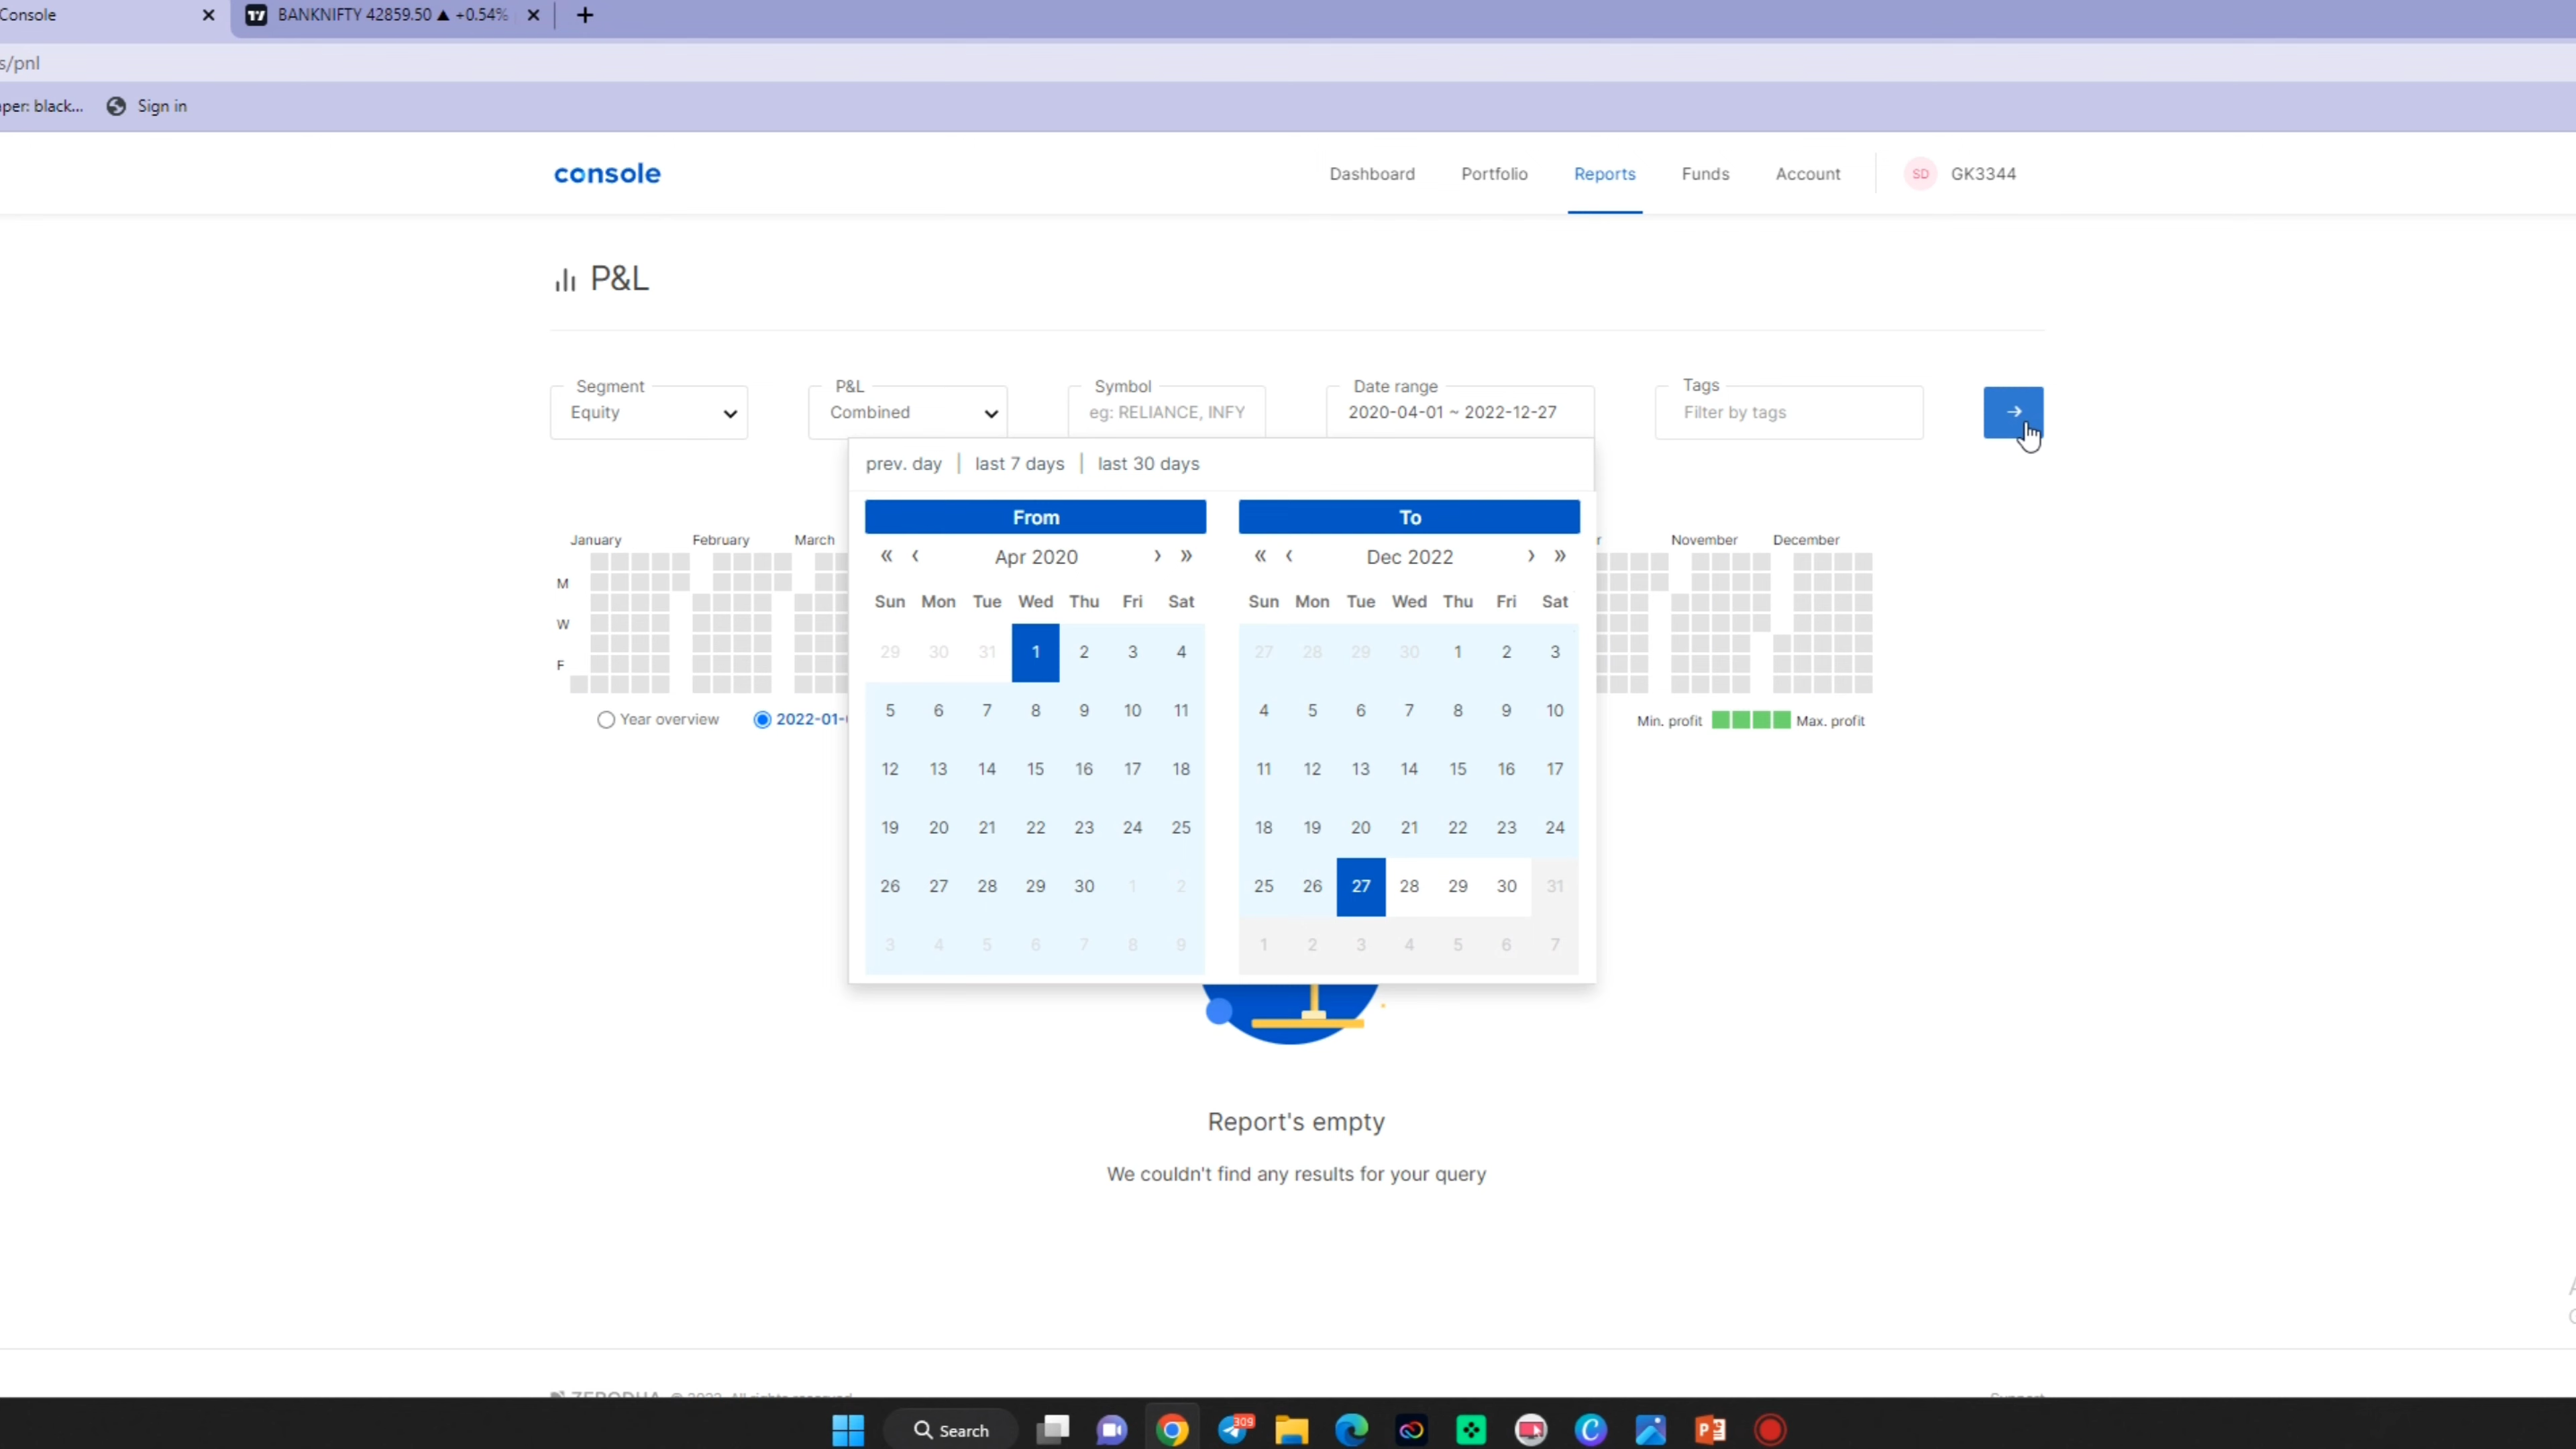 Console
BANKNIFTY 42859.50 ▲ +0.54%
s/pnl
per: black...
Sign in
console
Dashboard
Portfolio
Reports
Funds
Account
SD
GK3344
P&L
Segment
Equity
P&L
Combined
Symbol
eg: RELIANCE, INFY
Date range
2020-04-01 ~ 2022-12-27
Tags
Filter by tags
prev. day | last 7 days | last 30 days
From
To
« ‹ Apr 2020 › »
« ‹ Dec 2022 › »
Sun Mon Tue Wed Thu Fri Sat
29 30 31 1 2 3 4
5 6 7 8 9 10 11
12 13 14 15 16 17 18
19 20 21 22 23 24 25
26 27 28 29 30 1 2
3 4 5 6 7 8 9
Sun Mon Tue Wed Thu Fri Sat
27 28 29 30 1 2 3
4 5 6 7 8 9 10
11 12 13 14 15 16 17
18 19 20 21 22 23 24
25 26 27 28 29 30 31
1 2 3 4 5 6 7
January
February
March
r
November
December
M
W
F
Year overview
2022-01-
Min. profit
Max. profit
Report's empty
We couldn't find any results for your query
ZERODHA © 2022. All rights reserved.
Support
Search
309